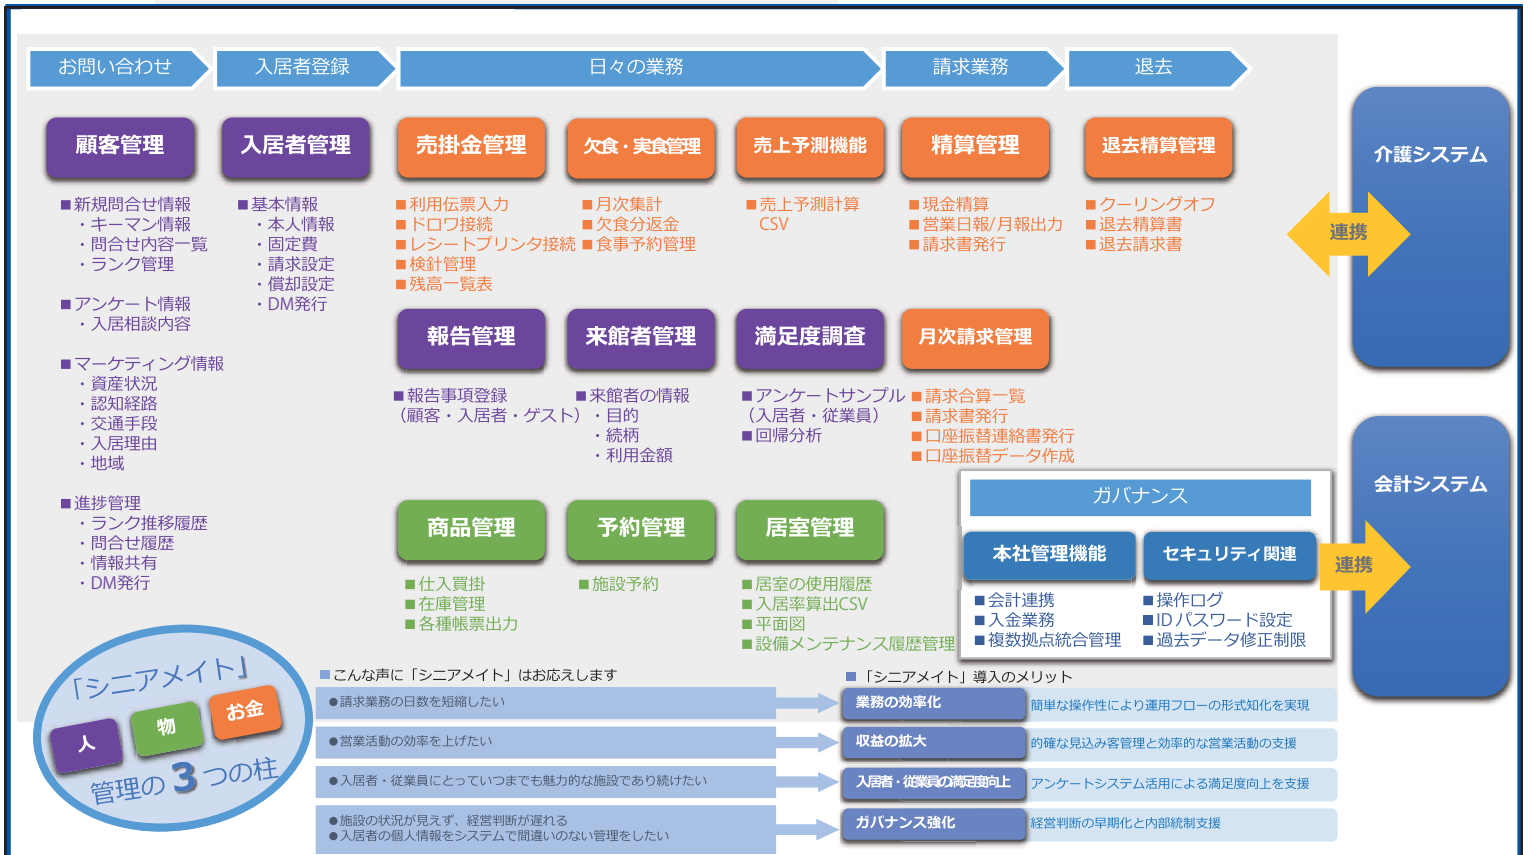 お問い合わせ
入居者登録
日々の業務
請求業務
退去
顧客管理
■新規問合せ情報
・キーマン情報
・問合せ内容一覧
・ランク管理
■アンケート情報
・入居相談内容
■マーケティング情報
・資産状況
・認知経路
・交通手段
・入居理由
・地域
■進捗管理
・ランク推移履歴
・問合せ履歴
・情報共有
・DM発行
入居者管理
■基本情報
・本人情報
・固定費
・請求設定
・償却設定
・DM発行
売掛金管理
■利用伝票入力
■ドロワ接続
■レシートプリンタ接続
■検針管理
■残高一覧表
欠食・実食管理
■月次集計
■欠食分返金
■食事予約管理
売上予測機能
■売上予測計算
CSV
精算管理
■現金精算
■営業日報/月報出力
■請求書発行
退去精算管理
■クーリングオフ
■退去精算書
■退去請求書
報告管理
■報告事項登録
（顧客・入居者・ゲスト）
来館者管理
■来館者の情報
・目的
・続柄
・利用金額
満足度調査
■アンケートサンプル
（入居者・従業員）
■回帰分析
月次請求管理
■請求合算一覧
■請求書発行
■口座振替連絡書発行
■口座振替データ作成
商品管理
■仕入買掛
■在庫管理
■各種帳票出力
予約管理
■施設予約
居室管理
■居室の使用履歴
■入居率算出CSV
■平面図
■設備メンテナンス履歴管理
ガバナンス
本社管理機能
■会計連携
■入金業務
■複数拠点統合管理
セキュリティ関連
■操作ログ
■IDパスワード設定
■過去データ修正制限
介護システム
連携
会計システム
連携
「シニアメイト」
人
物
お金
管理の3つの柱
■こんな声に「シニアメイト」はお応えします
●請求業務の日数を短縮したい
●営業活動の効率を上げたい
●入居者・従業員にとっていつまでも魅力的な施設であり続けたい
●施設の状況が見えず、経営判断が遅れる
●入居者の個人情報をシステムで間違いのない管理をしたい
■「シニアメイト」導入のメリット
業務の効率化
簡単な操作性により運用フローの形式知化を実現
収益の拡大
的確な見込み客管理と効率的な営業活動の支援
入居者・従業員の満足度向上
アンケートシステム活用による満足度向上を支援
ガバナンス強化
経営判断の早期化と内部統制支援